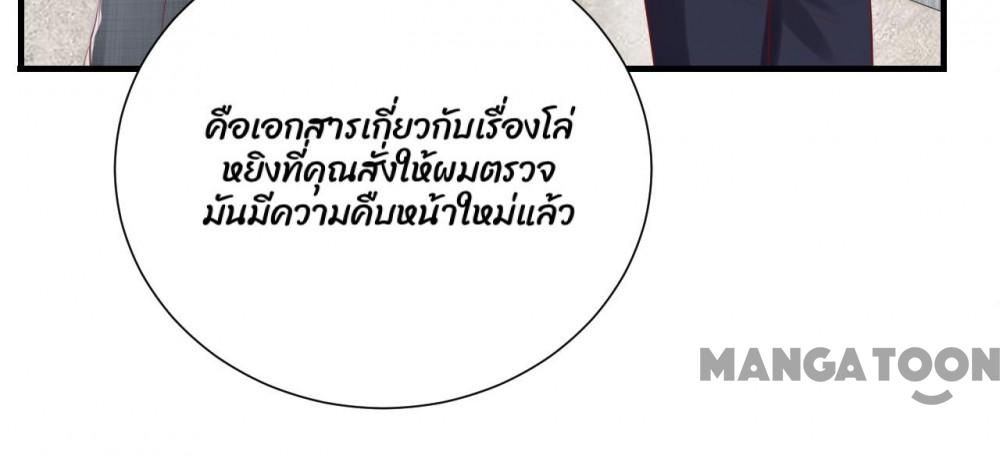 คือเอกสารเกี่ยวกับเรื่องโล่
หยิงที่คุณสั่งให้ผมตรวจ
มันมีความคืบหน้าใหม่แล้ว
MANGATOON